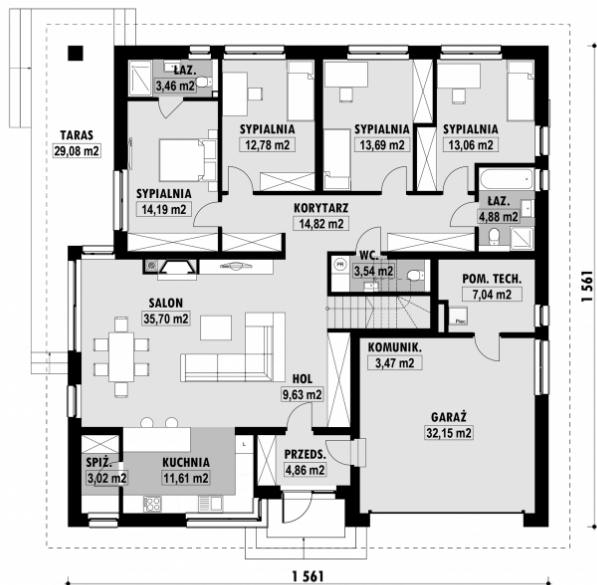 ŁAZ.
3,46 m2
TARAS
29,08 m2
SYPIALNIA
12,78 m2
SYPIALNIA
13,69 m2
SYPIALNIA
13,06 m2
SYPIALNIA
14,19 m2
KORYTARZ
14,82 m2
ŁAZ.
4,88 m2
WC.
3,54 m2
PR
POM. TECH.
7,04 m2
Piec
SALON
35,70 m2
KOMUNIK.
3,47 m2
HOL
9,63 m2
GARAŻ
32,15 m2
SPIŻ.
3,02 m2
KUCHNIA
11,61 m2
L
PRZEDS.
4,86 m2
1 561
1 561